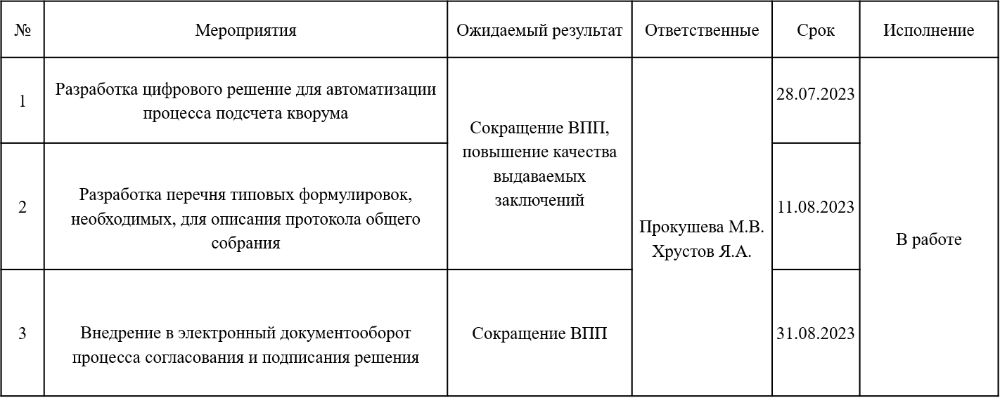 №
Мероприятия
Ожидаемый результат
Ответственные
Срок
Исполнение
1
Разработка цифрового решение для автоматизации
процесса подсчета кворума
Сокращение ВПП,
повышение качества
выдаваемых
заключений
Прокушева М.В.
Хрустов Я.А.
28.07.2023
В работе
2
Разработка перечня типовых формулировок,
необходимых, для описания протокола общего
собрания
11.08.2023
3
Внедрение в электронный документооборот
процесса согласования и подписания решения
Сокращение ВПП
31.08.2023